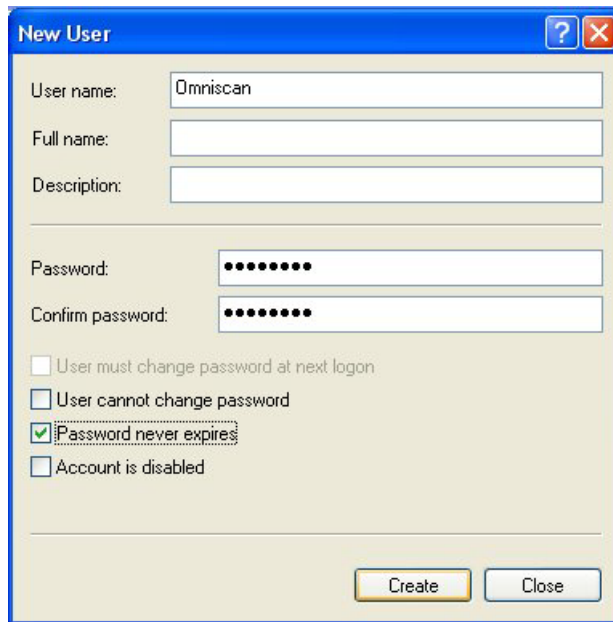 New User
User name: Omniscan
Full name:
Description:
Password: ••••••••
Confirm password: ••••••••
User must change password at next logon
User cannot change password
Password never expires
Account is disabled
Create Close